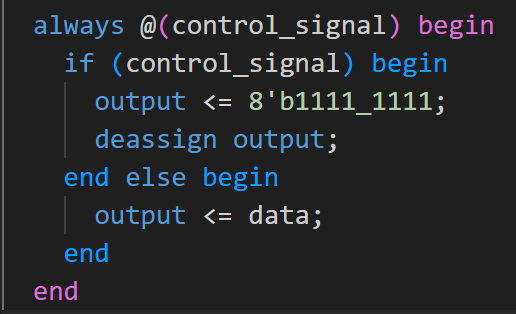 always @(control_signal) begin
if (control_signal) begin
output <= 8'b1111_1111;
deassign output;
end else begin
output <= data;
end
end